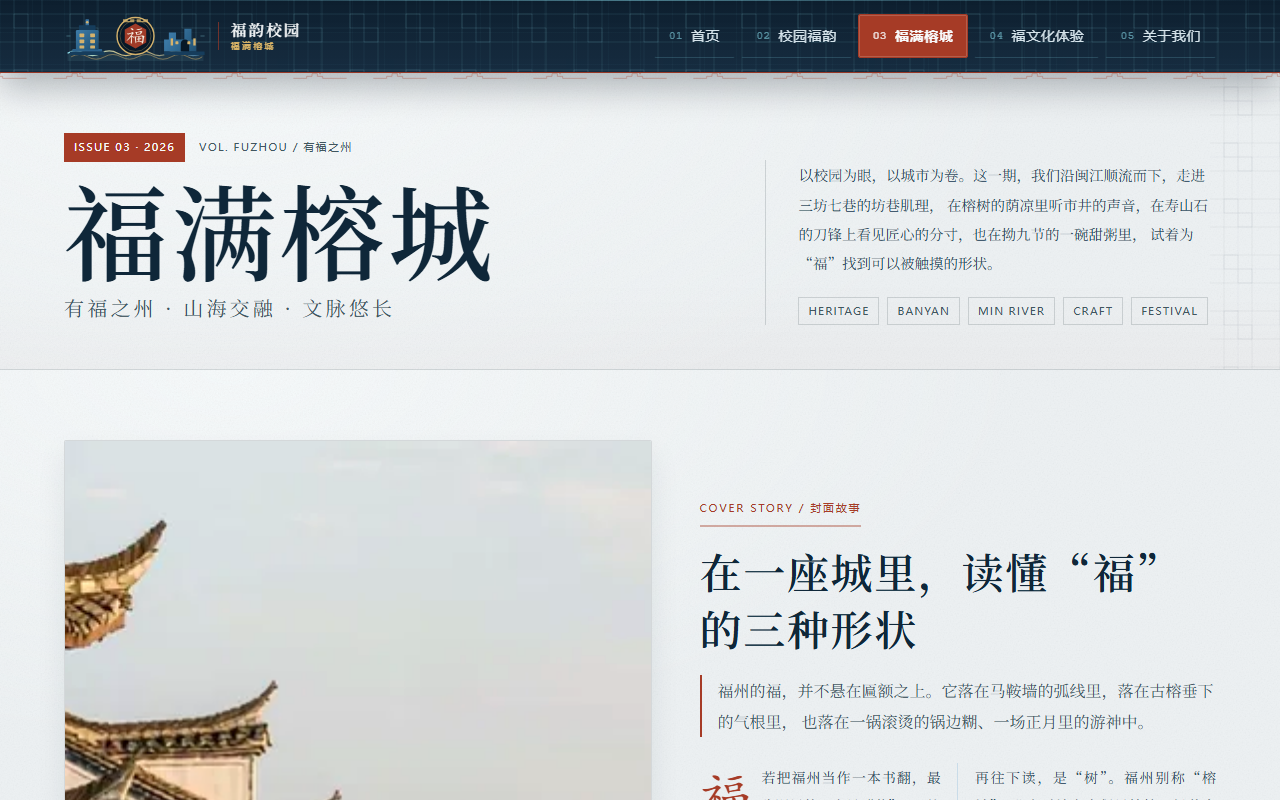 福
福韵校园
福满榕城
01 首页
02 校园福韵
03 福满榕城
04 福文化体验
05 关于我们
ISSUE 03 · 2026
VOL. FUZHOU / 有福之州
福满榕城
有福之州 · 山海交融 · 文脉悠长
以校园为眼，以城市为卷。这一期，我们沿闽江顺流而下，走进
三坊七巷的坊巷肌理， 在榕树的荫凉里听市井的声音，在寿山石
的刀锋上看见匠心的分寸，也在拗九节的一碗甜粥里， 试着为
“福”找到可以被触摸的形状。
HERITAGE
BANYAN
MIN RIVER
CRAFT
FESTIVAL
COVER STORY / 封面故事
在一座城里，读懂“福”
的三种形状
福州的福，并不悬在匾额之上。它落在马鞍墙的弧线里，落在古榕垂下
的气根里， 也落在一锅滚烫的锅边糊、一场正月里的游神中。
福
若把福州当作一本书翻，最
再往下读，是“树”。福州别称“榕